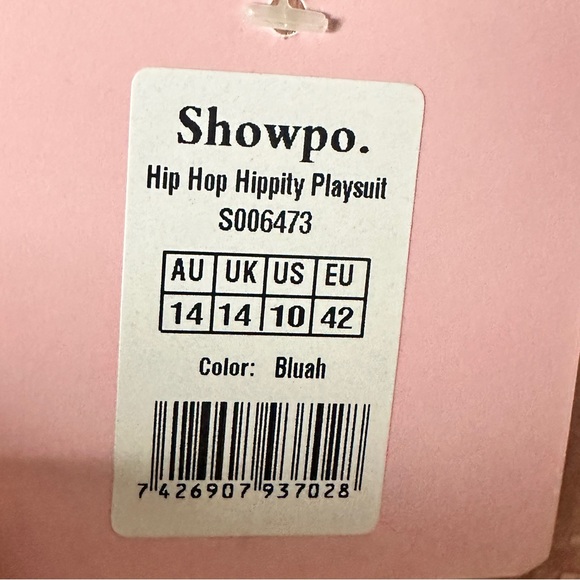 Showpo.
Hip Hop Hippity Playsuit
S006473
AU UK US EU
14 14 10 42
Color: Bluah
7 426907 937028